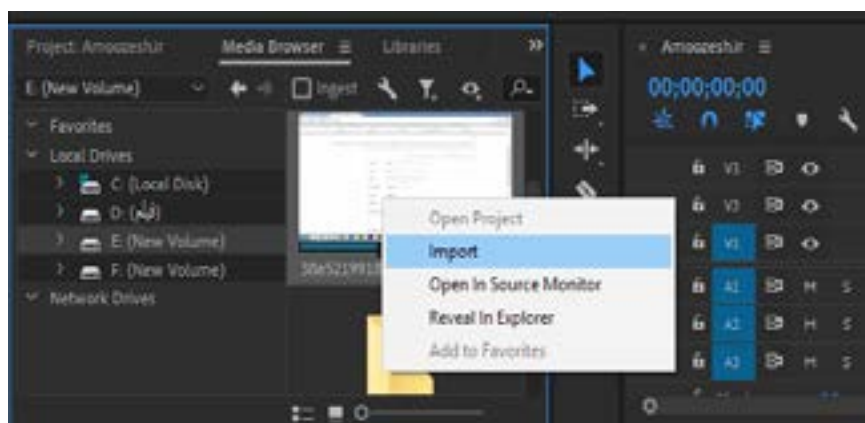 Project: Amoozeshir
Media Browser
Libraries
E: (New Volume)
Ingest
Favorites
Local Drives
C: (Local Disk)
D: (فیلم)
E: (New Volume)
F: (New Volume)
Network Drives
Open Project
Import
Open In Source Monitor
Reveal In Explorer
Add to Favorites
Amoozeshir
00;00;00;00
V3
V2
V1
A1 M S
A2 M S
A3 M S